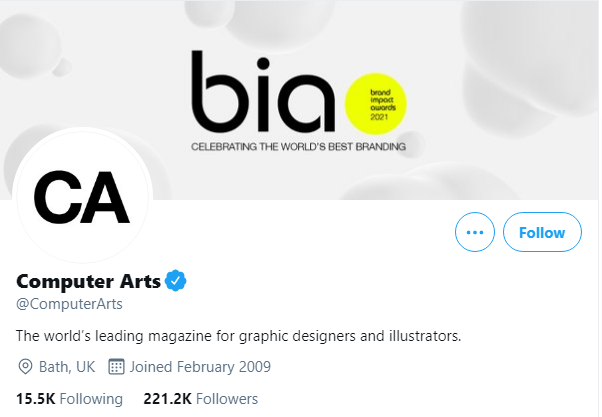 bia
brand
impact
awards
2021
CELEBRATING THE WORLD'S BEST BRANDING
CA
Follow
Computer Arts
@ComputerArts
The world's leading magazine for graphic designers and illustrators.
Bath, UK Joined February 2009
15.5K Following 221.2K Followers